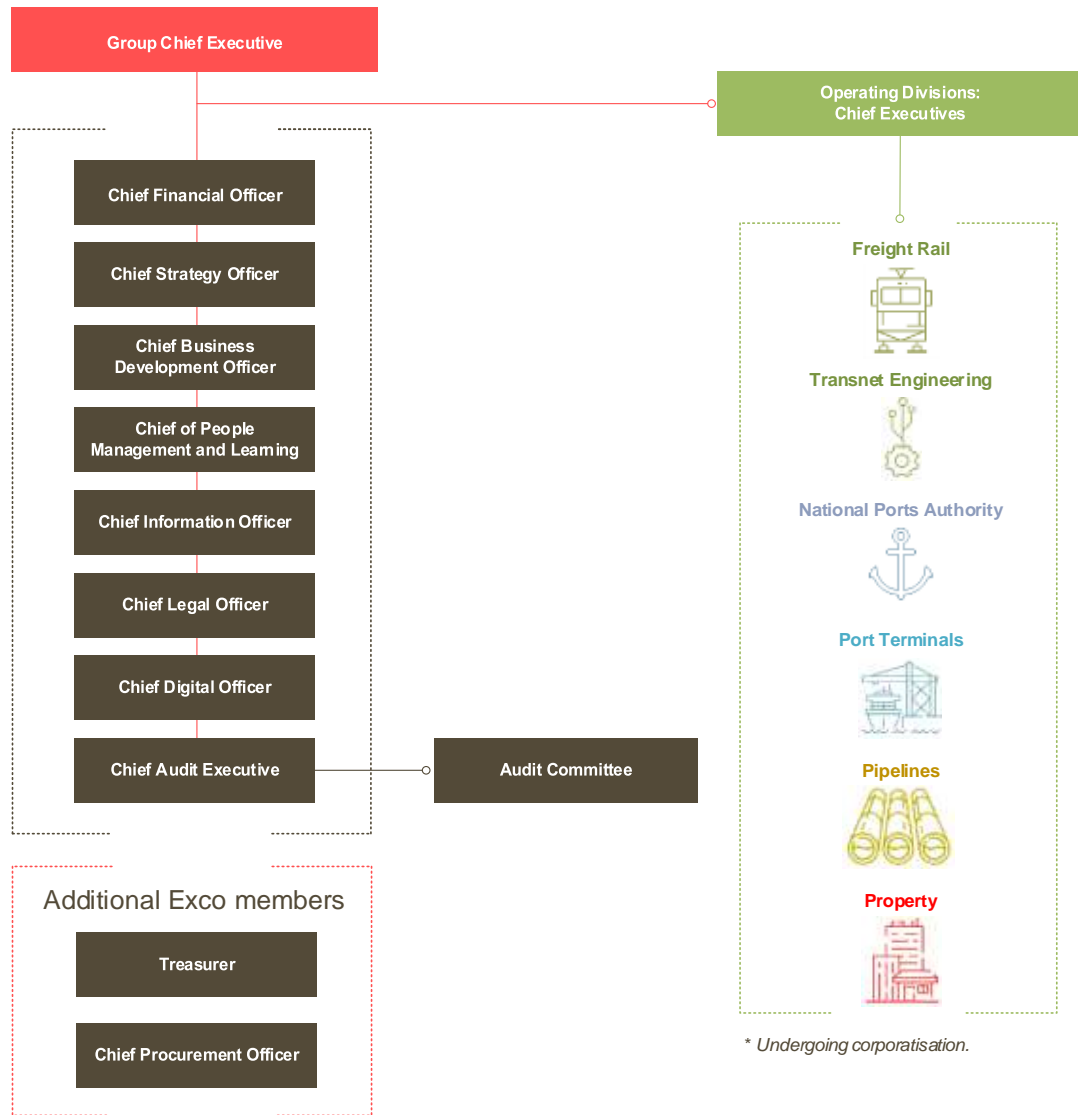 Group Chief Executive
Operating Divisions:
Chief Executives
Chief Financial Officer
Chief Strategy Officer
Chief Business
Development Officer
Chief of People
Management and Learning
Chief Information Officer
Chief Legal Officer
Chief Digital Officer
Chief Audit Executive
Audit Committee
Additional Exco members
Treasurer
Chief Procurement Officer
Freight Rail
Transnet Engineering
National Ports Authority
Port Terminals
Pipelines
Property
* Undergoing corporatisation.